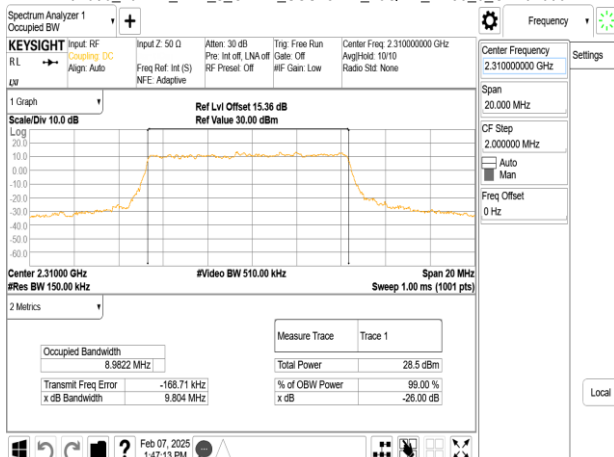 Spectrum Analyzer 1
Occupied BW
Frequency
KEYSIGHT
Input: RF
Coupling: DC
Align: Auto
RL
LXI
Input Z: 50 Ω
Freq Ref: Int (S)
NFE: Adaptive
Atten: 30 dB
Pre: Int off, LNA off
RF Preset: Off
Trig: Free Run
Gate: Off
#IF Gain: Low
Center Freq: 2.310000000 GHz
Avg|Hold: 10/10
Radio Std: None
Center Frequency
2.310000000 GHz
Settings
Span
20.000 MHz
CF Step
2.000000 MHz
Auto
Man
Freq Offset
0 Hz
1 Graph
Scale/Div 10.0 dB
Ref Lvl Offset 15.36 dB
Ref Value 30.00 dBm
Log
20.0
10.0
0.00
-10.0
-20.0
-30.0
-40.0
-50.0
-60.0
Center 2.31000 GHz
#Video BW 510.00 kHz
Span 20 MHz
#Res BW 150.00 kHz
Sweep 1.00 ms (1001 pts)
2 Metrics
Measure Trace
Trace 1
Occupied Bandwidth
8.9822 MHz
Total Power
28.5 dBm
Transmit Freq Error
-168.71 kHz
% of OBW Power
99.00 %
x dB Bandwidth
9.804 MHz
x dB
-26.00 dB
Local
?
Feb 07, 2025
1:47:13 PM